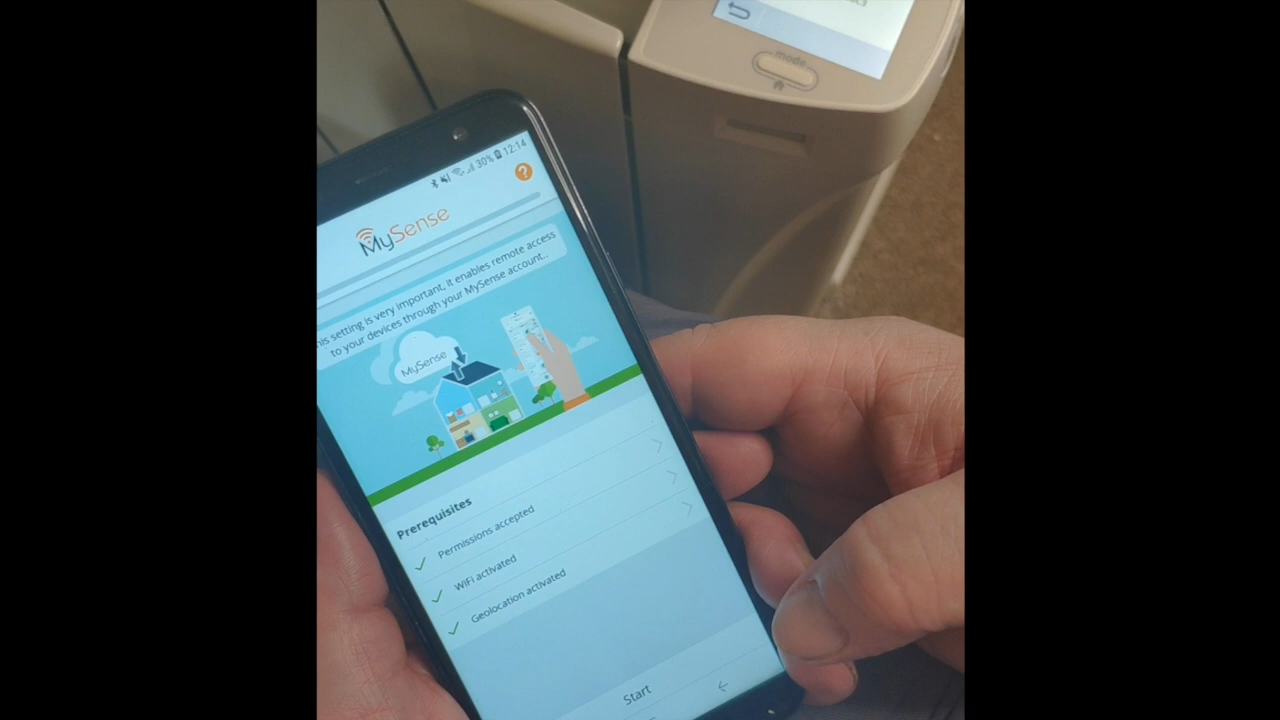 mode
30% 12:14
?
MySense
his setting is very important, it enables remote access
to your devices through your MySense account..
MySense
Prerequisites
Permissions accepted
WiFi activated
Geolocation activated
Start